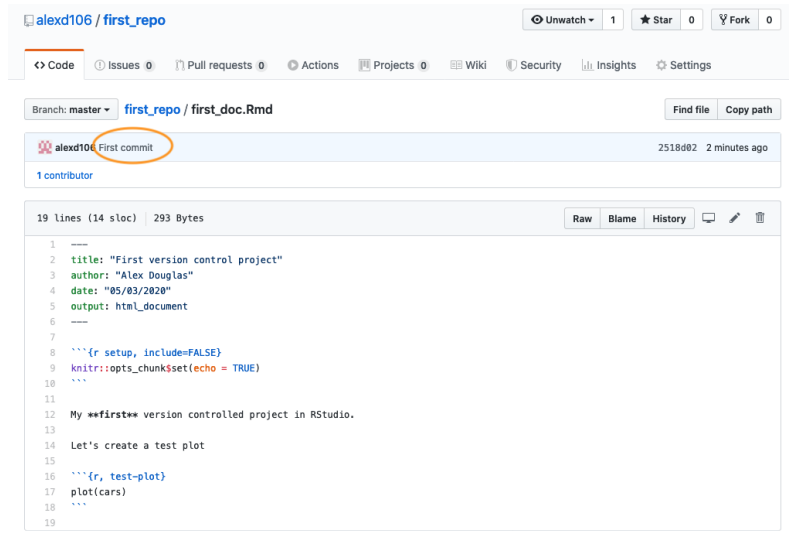 alexd106 / first_repo
Unwatch 1 Star 0 Fork 0
<> Code Issues 0 Pull requests 0 Actions Projects 0 Wiki Security Insights Settings
Branch: master first_repo / first_doc.Rmd Find file Copy path
alexd106 First commit 2518d02 2 minutes ago
1 contributor
19 lines (14 sloc) 293 Bytes Raw Blame History
1 ---
2 title: "First version control project"
3 author: "Alex Douglas"
4 date: "05/03/2020"
5 output: html_document
6 ---
7
8 ```{r setup, include=FALSE}
9 knitr::opts_chunk$set(echo = TRUE)
10 ```
11
12 My **first** version controlled project in RStudio.
13
14 Let's create a test plot
15
16 ```{r, test-plot}
17 plot(cars)
18 ```
19